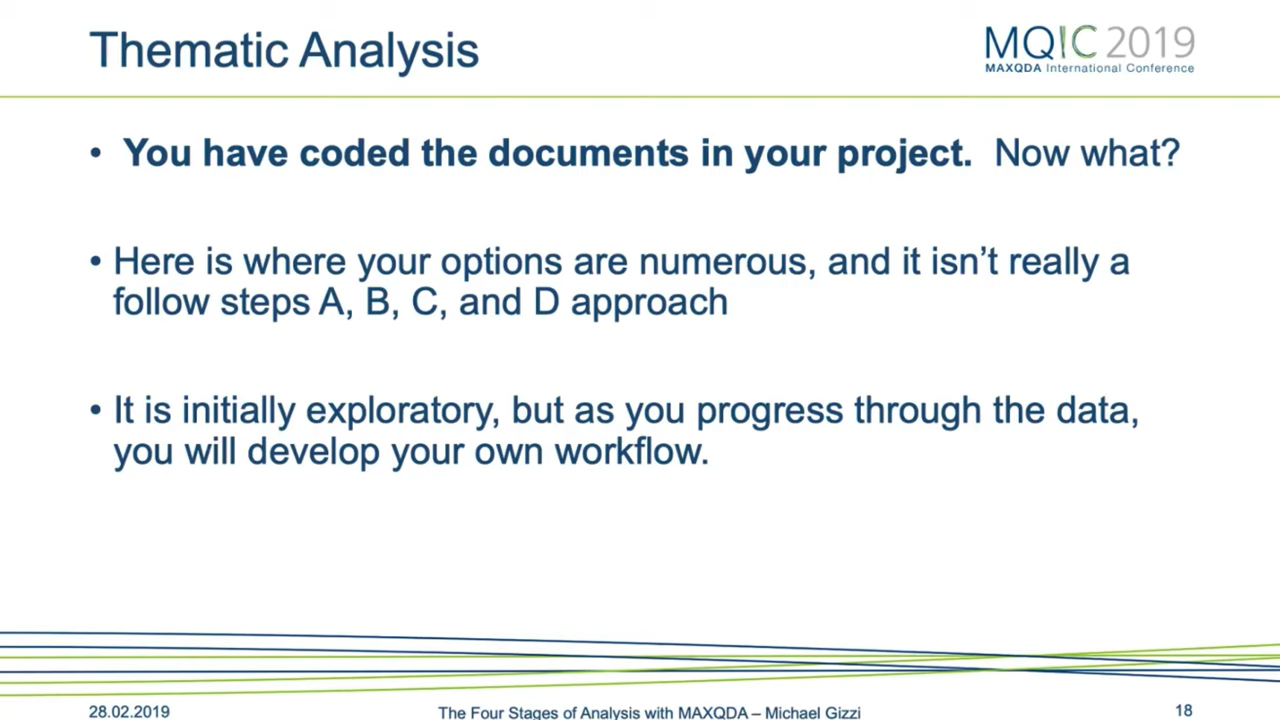 Thematic Analysis
MQIC 2019
MAXQDA International Conference
• You have coded the documents in your project. Now what?
• Here is where your options are numerous, and it isn’t really a
follow steps A, B, C, and D approach
• It is initially exploratory, but as you progress through the data,
you will develop your own workflow.
28.02.2019
The Four Stages of Analysis with MAXQDA – Michael Gizzi
18